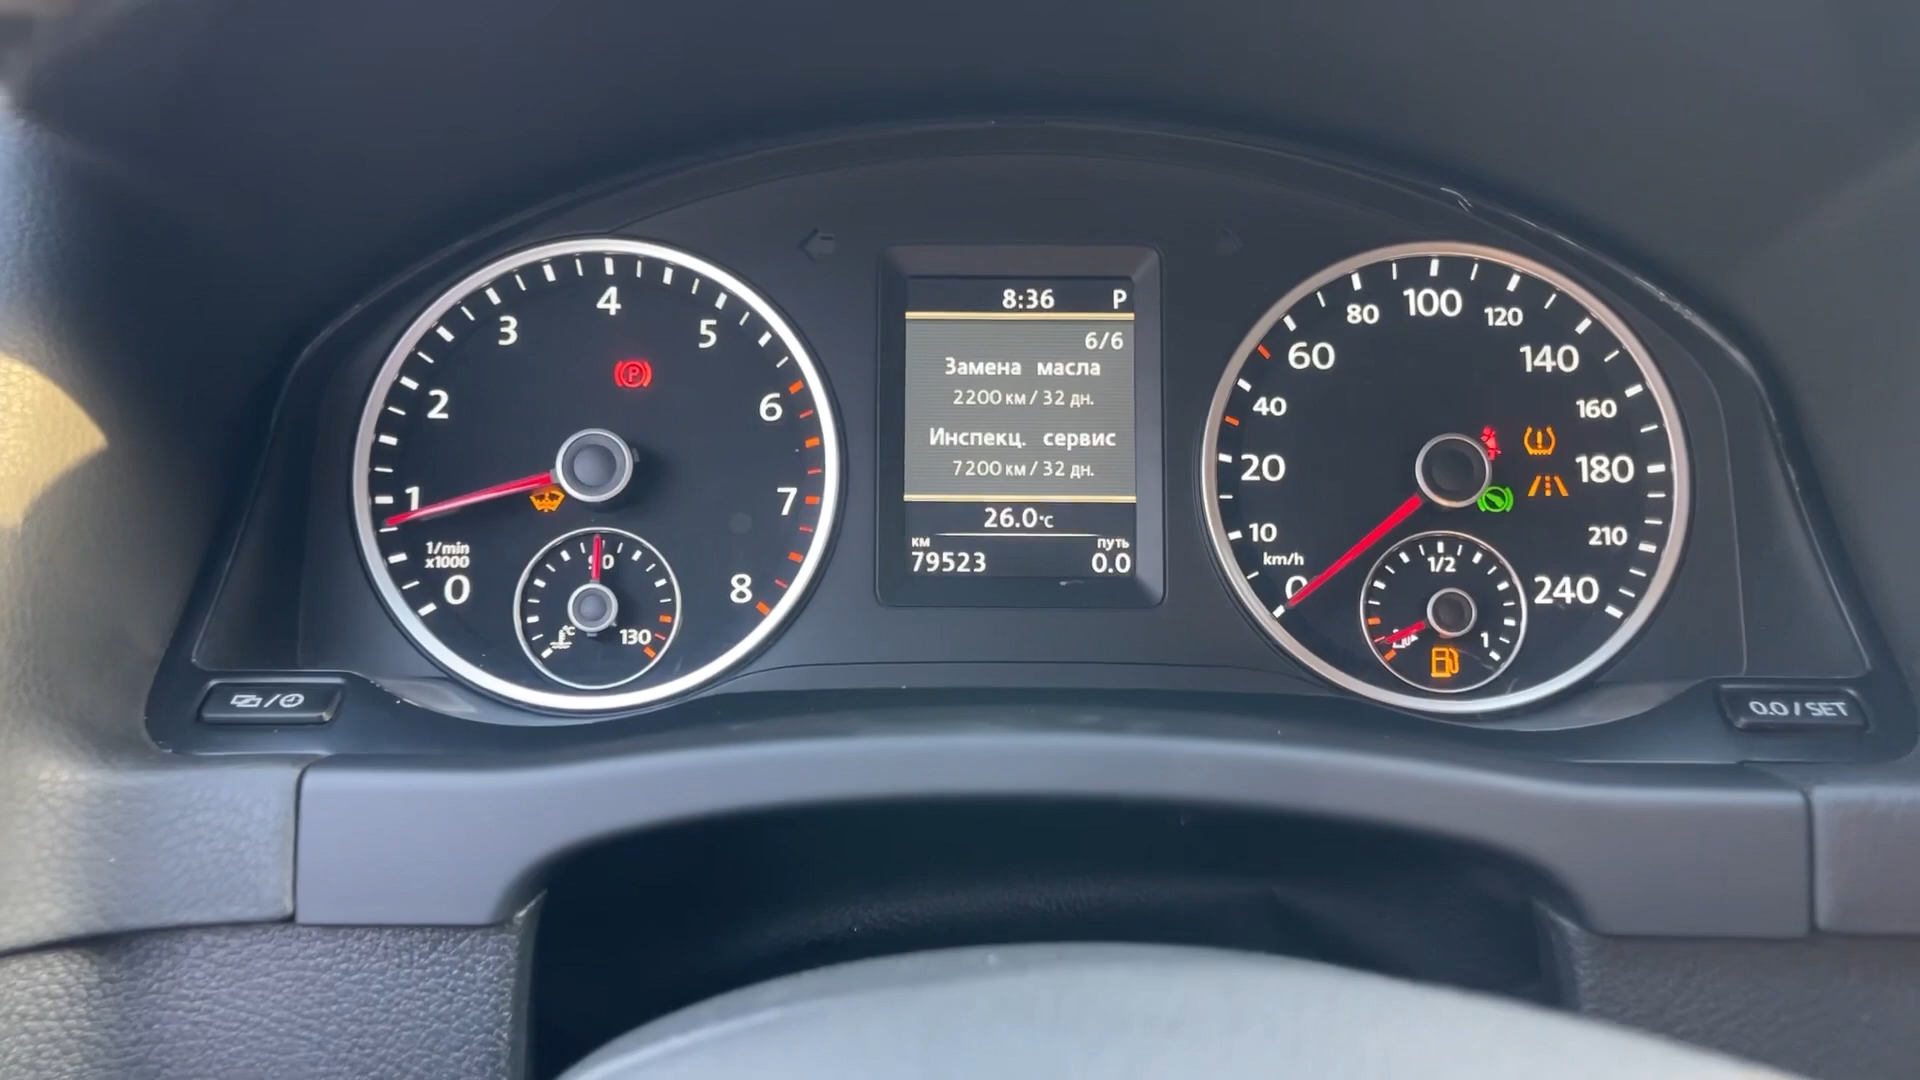 8:36 P
6/6
Замена масла
2200 км / 32 дн.
Инспекц. сервис
7200 км / 32 дн.
26.0°C
км путь
79523 0.0
0 1 2 3 4 5 6 7 8
1/min
x1000
90
130
°C
P
0 10 20 40 60 80 100 120 140 160 180 210 240
km/h
1/2
1
0.0 / SET